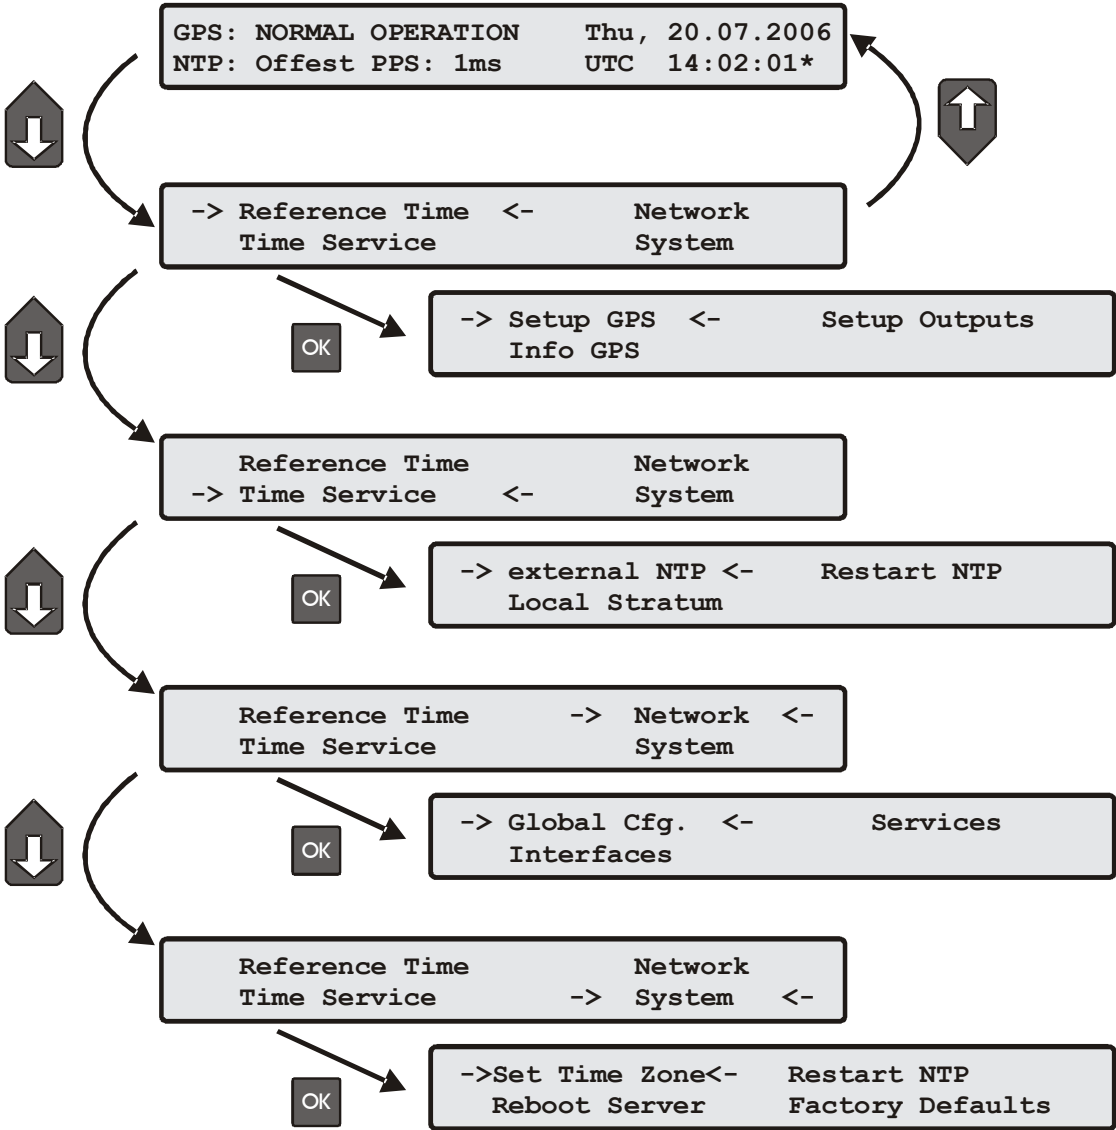 GPS: NORMAL OPERATION Thu, 20.07.2006
NTP: Offest PPS: 1ms UTC 14:02:01*
-> Reference Time <- Network
Time Service System
-> Setup GPS <- Setup Outputs
Info GPS
OK
Reference Time Network
-> Time Service <- System
-> external NTP <- Restart NTP
Local Stratum
OK
Reference Time -> Network <-
Time Service System
-> Global Cfg. <- Services
Interfaces
OK
Reference Time Network
Time Service -> System <-
->Set Time Zone<- Restart NTP
Reboot Server Factory Defaults
OK